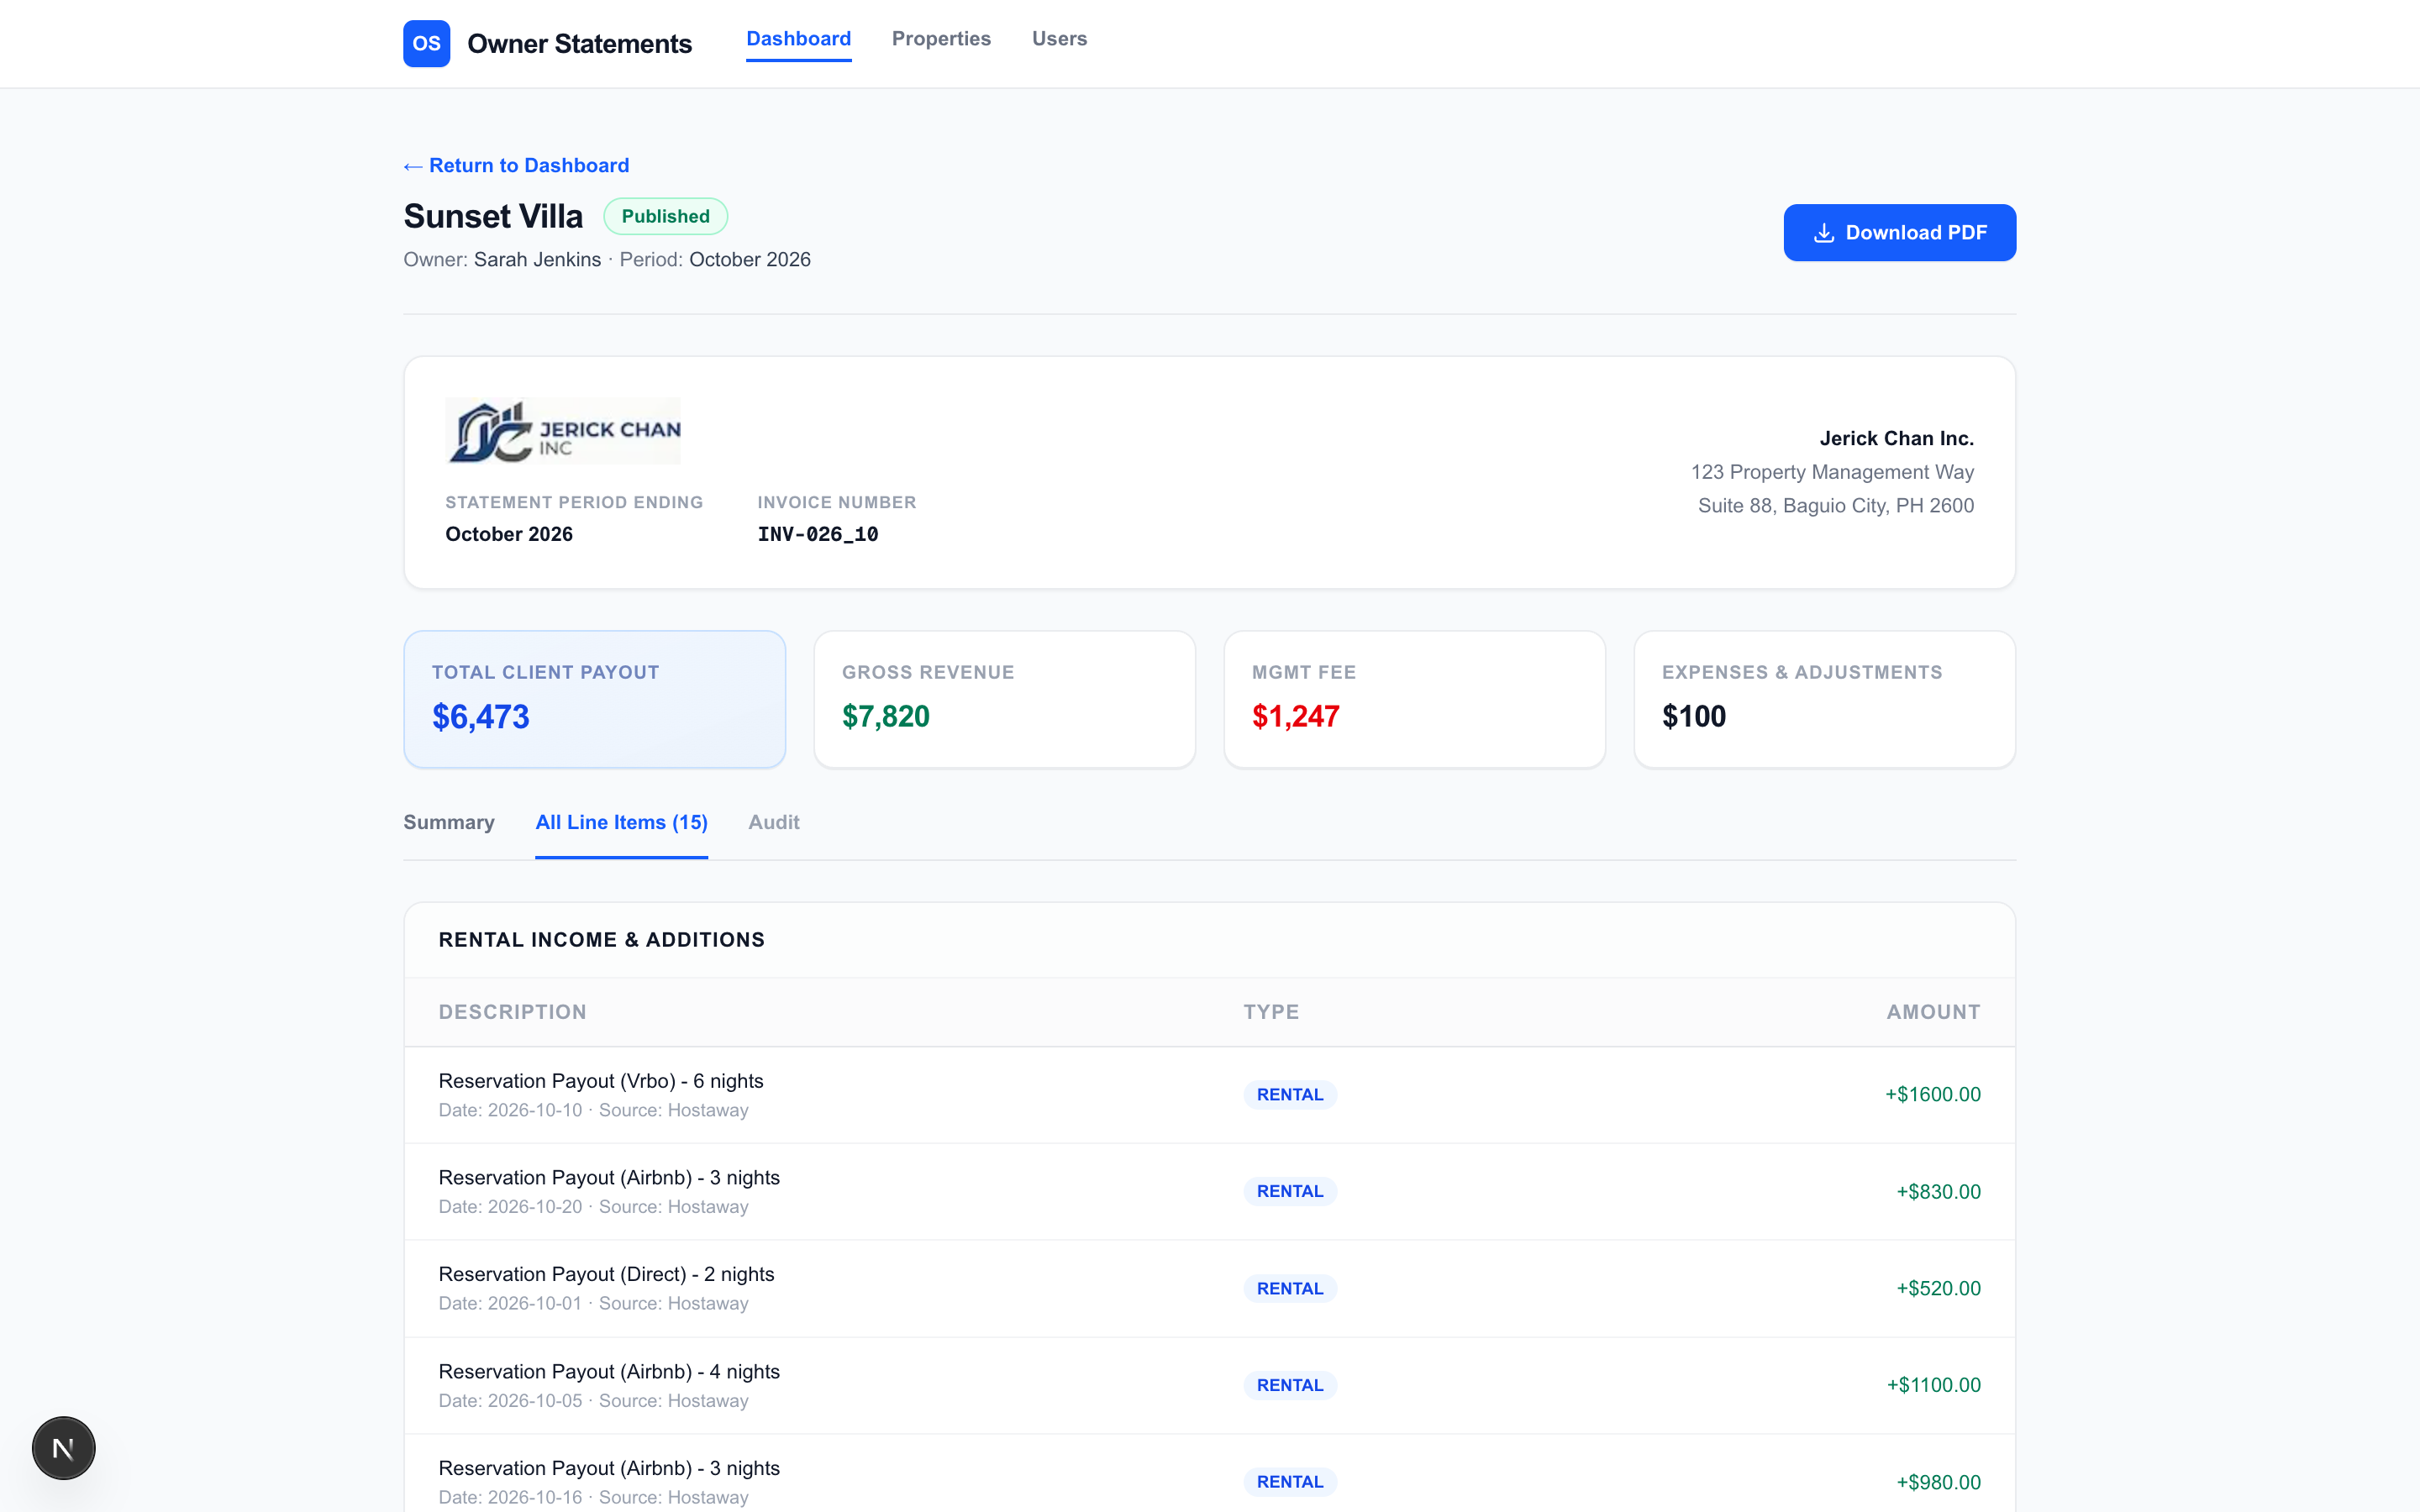 OS Owner Statements Dashboard Properties Users
← Return to Dashboard
Sunset Villa Published
Owner: Sarah Jenkins · Period: October 2026
Download PDF
JERICK CHAN
INC
STATEMENT PERIOD ENDING INVOICE NUMBER
October 2026 INV-026_10
Jerick Chan Inc.
123 Property Management Way
Suite 88, Baguio City, PH 2600
TOTAL CLIENT PAYOUT
$6,473
GROSS REVENUE
$7,820
MGMT FEE
$1,247
EXPENSES & ADJUSTMENTS
$100
Summary All Line Items (15) Audit
RENTAL INCOME & ADDITIONS
DESCRIPTION TYPE AMOUNT
Reservation Payout (Vrbo) - 6 nights
Date: 2026-10-10 · Source: Hostaway
RENTAL
+$1600.00
Reservation Payout (Airbnb) - 3 nights
Date: 2026-10-20 · Source: Hostaway
RENTAL
+$830.00
Reservation Payout (Direct) - 2 nights
Date: 2026-10-01 · Source: Hostaway
RENTAL
+$520.00
Reservation Payout (Airbnb) - 4 nights
Date: 2026-10-05 · Source: Hostaway
RENTAL
+$1100.00
Reservation Payout (Airbnb) - 3 nights
Date: 2026-10-16 · Source: Hostaway
RENTAL
+$980.00
N